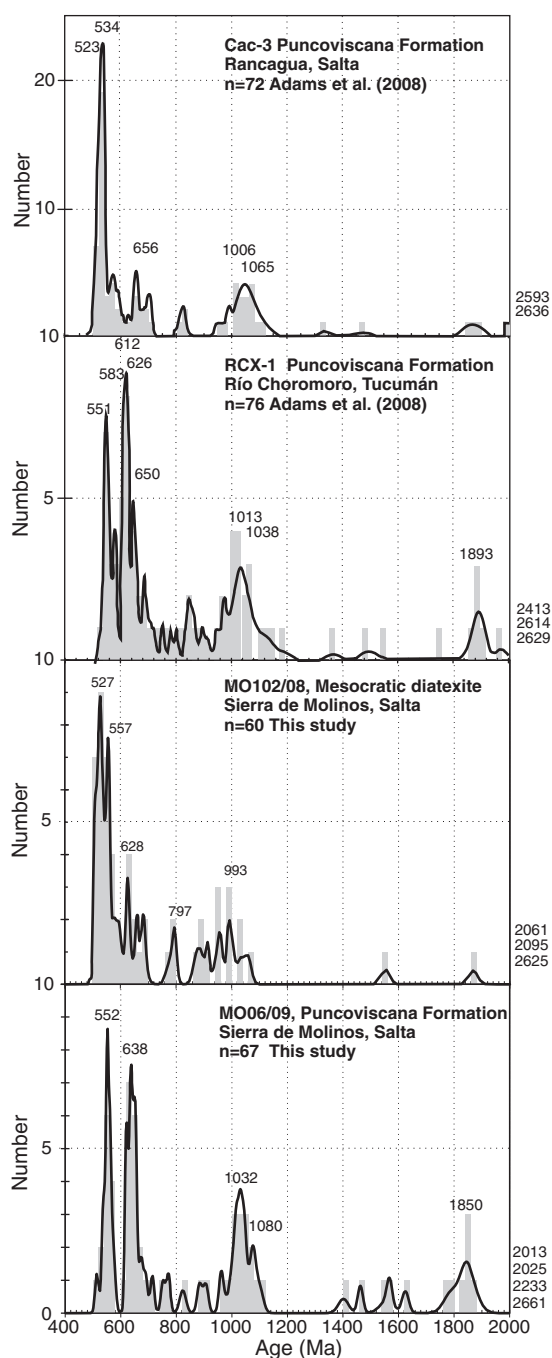 534
523
Cac-3 Puncoviscana Formation
Rancagua, Salta
n=72 Adams et al. (2008)
20
Number
10
656
1006
1065
2593
2636
10
612
583
626
551
RCX-1 Puncoviscana Formation
Río Choromoro, Tucumán
n=76 Adams et al. (2008)
650
Number
5
1013
1038
1893
2413
2614
2629
10
527
557
MO102/08, Mesocratic diatexite
Sierra de Molinos, Salta
n=60 This study
Number
5
628
797
993
2061
2095
2625
10
552
638
MO06/09, Puncoviscana Formation
Sierra de Molinos, Salta
n=67 This study
Number
5
1032
1080
1850
2013
2025
2233
2661
0
400 600 800 1000 1200 1400 1600 1800 2000
Age (Ma)